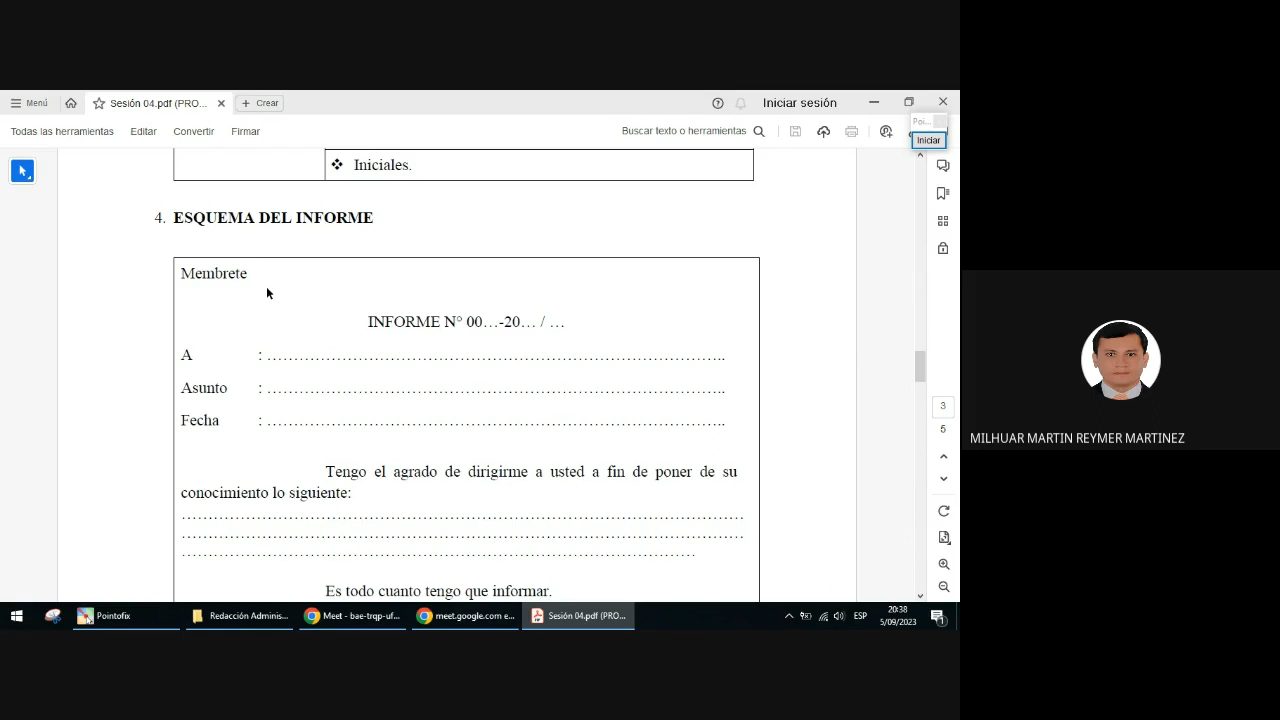 Menú
Sesión 04.pdf (PRO...
Crear
Iniciar sesión
Todas las herramientas
Editar
Convertir
Firmar
Buscar texto o herramientas
Poi...
Iniciar
❖ Iniciales.
4. ESQUEMA DEL INFORME
Membrete
INFORME N° 00…-20… / …
A : ……………………………………………………………………………..
Asunto : ……………………………………………………………………………..
Fecha : ……………………………………………………………………………..
Tengo el agrado de dirigirme a usted a fin de poner de su
conocimiento lo siguiente:
………………………………………………………………………………………………
………………………………………………………………………………………………
………………………………………………………………………………………
Es todo cuanto tengo que informar.
3
5
MILHUAR MARTIN REYMER MARTINEZ
Pointofix
Redacción Adminis...
Meet - bae-trqp-uf...
meet.google.com e...
Sesión 04.pdf (PRO...
ESP
20:38
5/09/2023
1